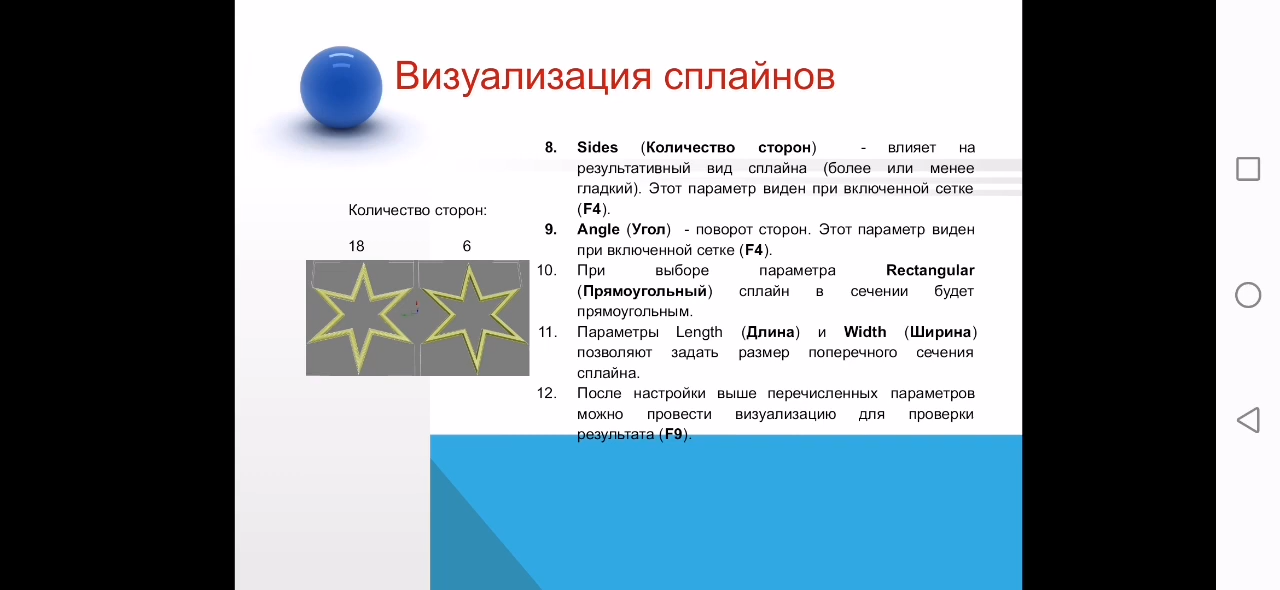 Визуализация сплайнов
Количество сторон:
18 6
8. Sides (Количество сторон) - влияет на
результативный вид сплайна (более или менее
гладкий). Этот параметр виден при включенной сетке
(F4).
9. Angle (Угол) - поворот сторон. Этот параметр виден
при включенной сетке (F4).
10. При выборе параметра Rectangular
(Прямоугольный) сплайн в сечении будет
прямоугольным.
11. Параметры Length (Длина) и Width (Ширина)
позволяют задать размер поперечного сечения
сплайна.
12. После настройки выше перечисленных параметров
можно провести визуализацию для проверки
результата (F9).